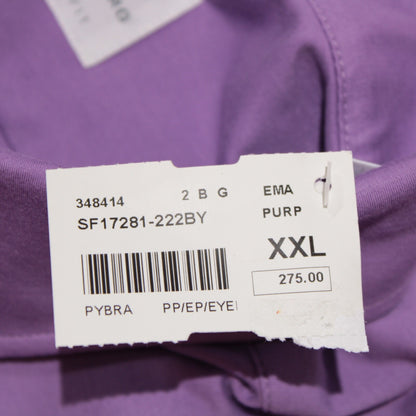 348414 2 B G EMA
SF17281-222BY PURP
XXL
275.00
PYBRA PP/EP/EYE